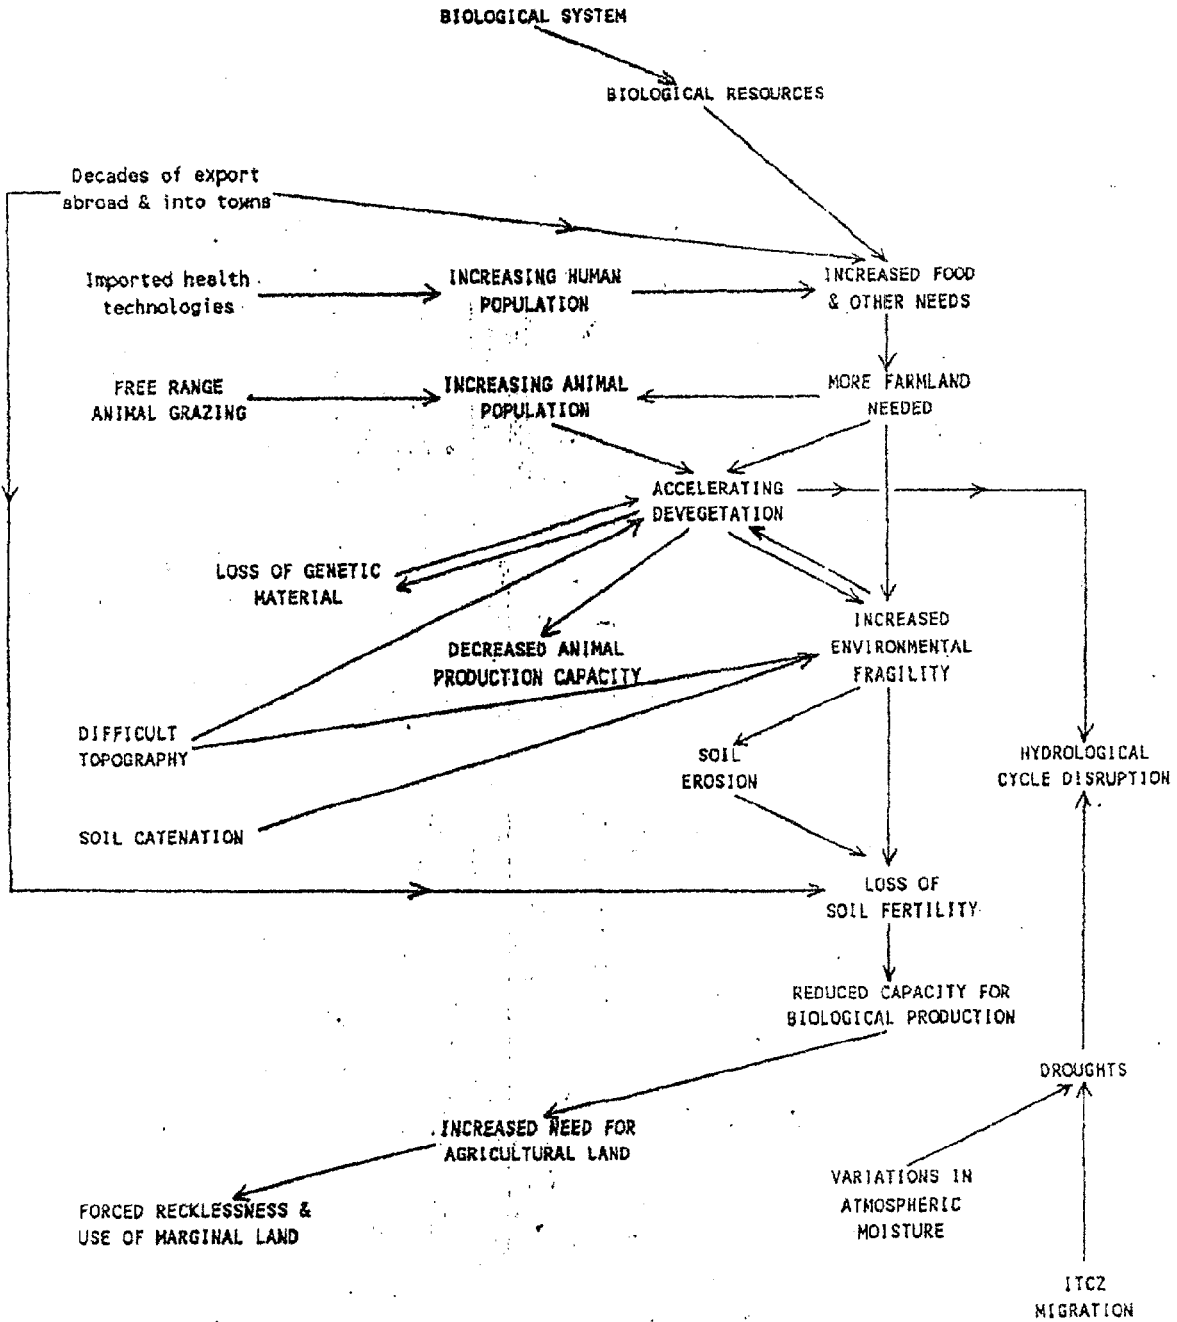 BIOLOGICAL SYSTEM
BIOLOGICAL RESOURCES
Decades of export
abroad & into towns
Imported health
technologies
INCREASING HUMAN
POPULATION
INCREASED FOOD
& OTHER NEEDS
FREE RANGE
ANIMAL GRAZING
INCREASING ANIMAL
POPULATION
MORE FARMLAND
NEEDED
ACCELERATING
DEVEGETATION
LOSS OF GENETIC
MATERIAL
DECREASED ANIMAL
PRODUCTION CAPACITY
INCREASED
ENVIRONMENTAL
FRAGILITY
DIFFICULT
TOPOGRAPHY
SOIL
EROSION
HYDROLOGICAL
CYCLE DISRUPTION
SOIL CATENATION
LOSS OF
SOIL FERTILITY
REDUCED CAPACITY FOR
BIOLOGICAL PRODUCTION
DROUGHTS
INCREASED NEED FOR
AGRICULTURAL LAND
VARIATIONS IN
ATMOSPHERIC
MOISTURE
FORCED RECKLESSNESS &
USE OF MARGINAL LAND
ITCZ
MIGRATION